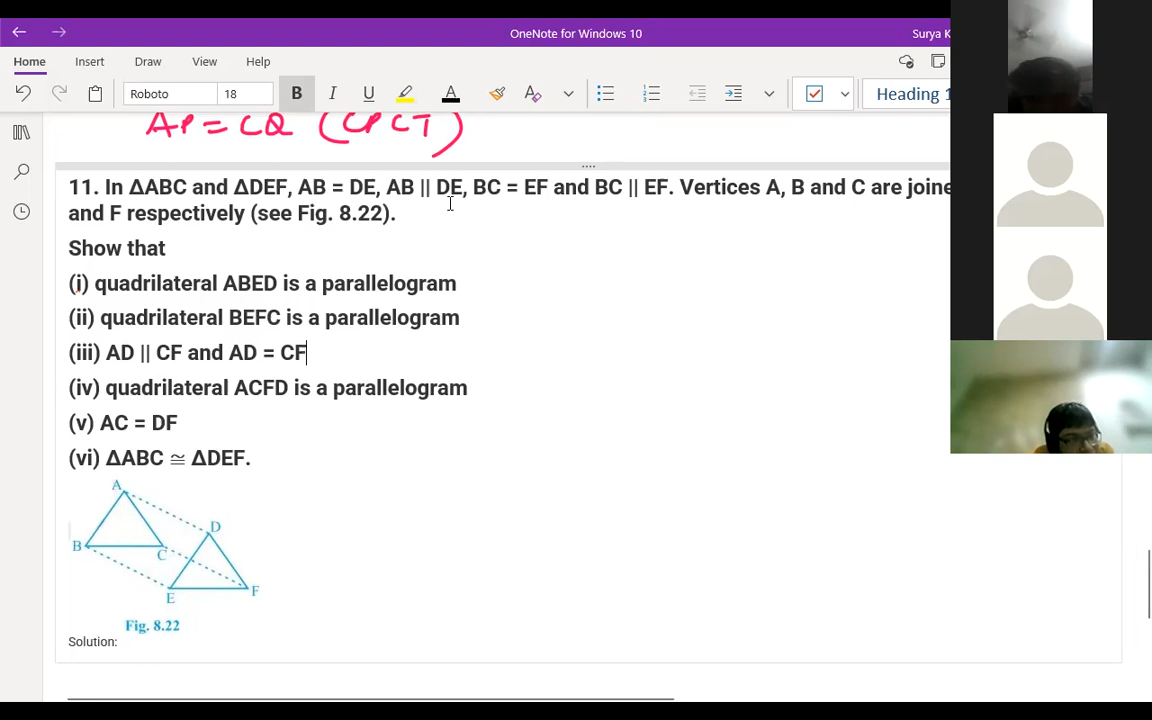 OneNote for Windows 10
Surya K
Home Insert Draw View Help
Roboto 18 B I U A A Heading 1
AP = CQ (CPCT)
11. In ΔABC and ΔDEF, AB = DE, AB || DE, BC = EF and BC || EF. Vertices A, B and C are joine
and F respectively (see Fig. 8.22).
Show that
(i) quadrilateral ABED is a parallelogram
(ii) quadrilateral BEFC is a parallelogram
(iii) AD || CF and AD = CF
(iv) quadrilateral ACFD is a parallelogram
(v) AC = DF
(vi) ΔABC ≅ ΔDEF.
A
D
B
C
E
F
Fig. 8.22
Solution: